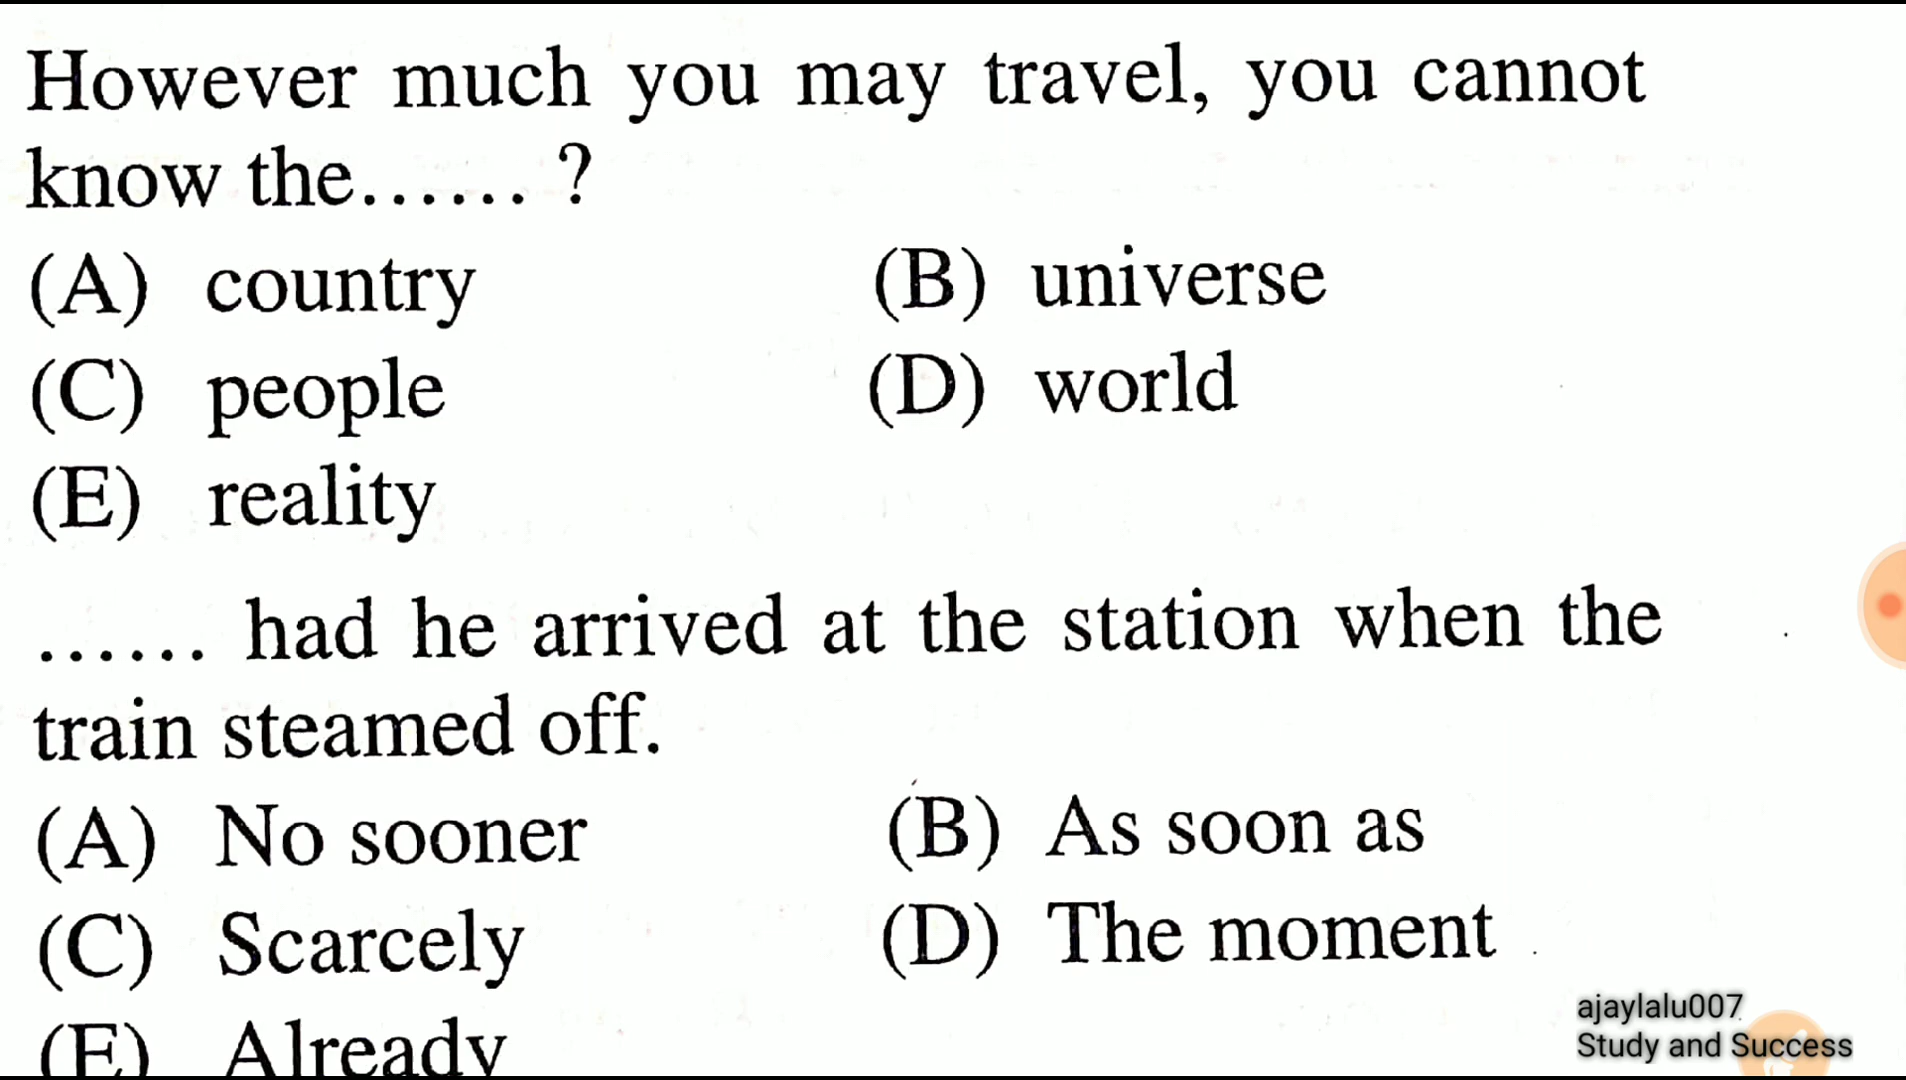 However much you may travel, you cannot
know the...... ?
(A) country (B) universe
(C) people (D) world
(E) reality
...... had he arrived at the station when the
train steamed off.
(A) No sooner (B) As soon as
(C) Scarcely (D) The moment
(E) Already
ajaylalu007
Study and Success